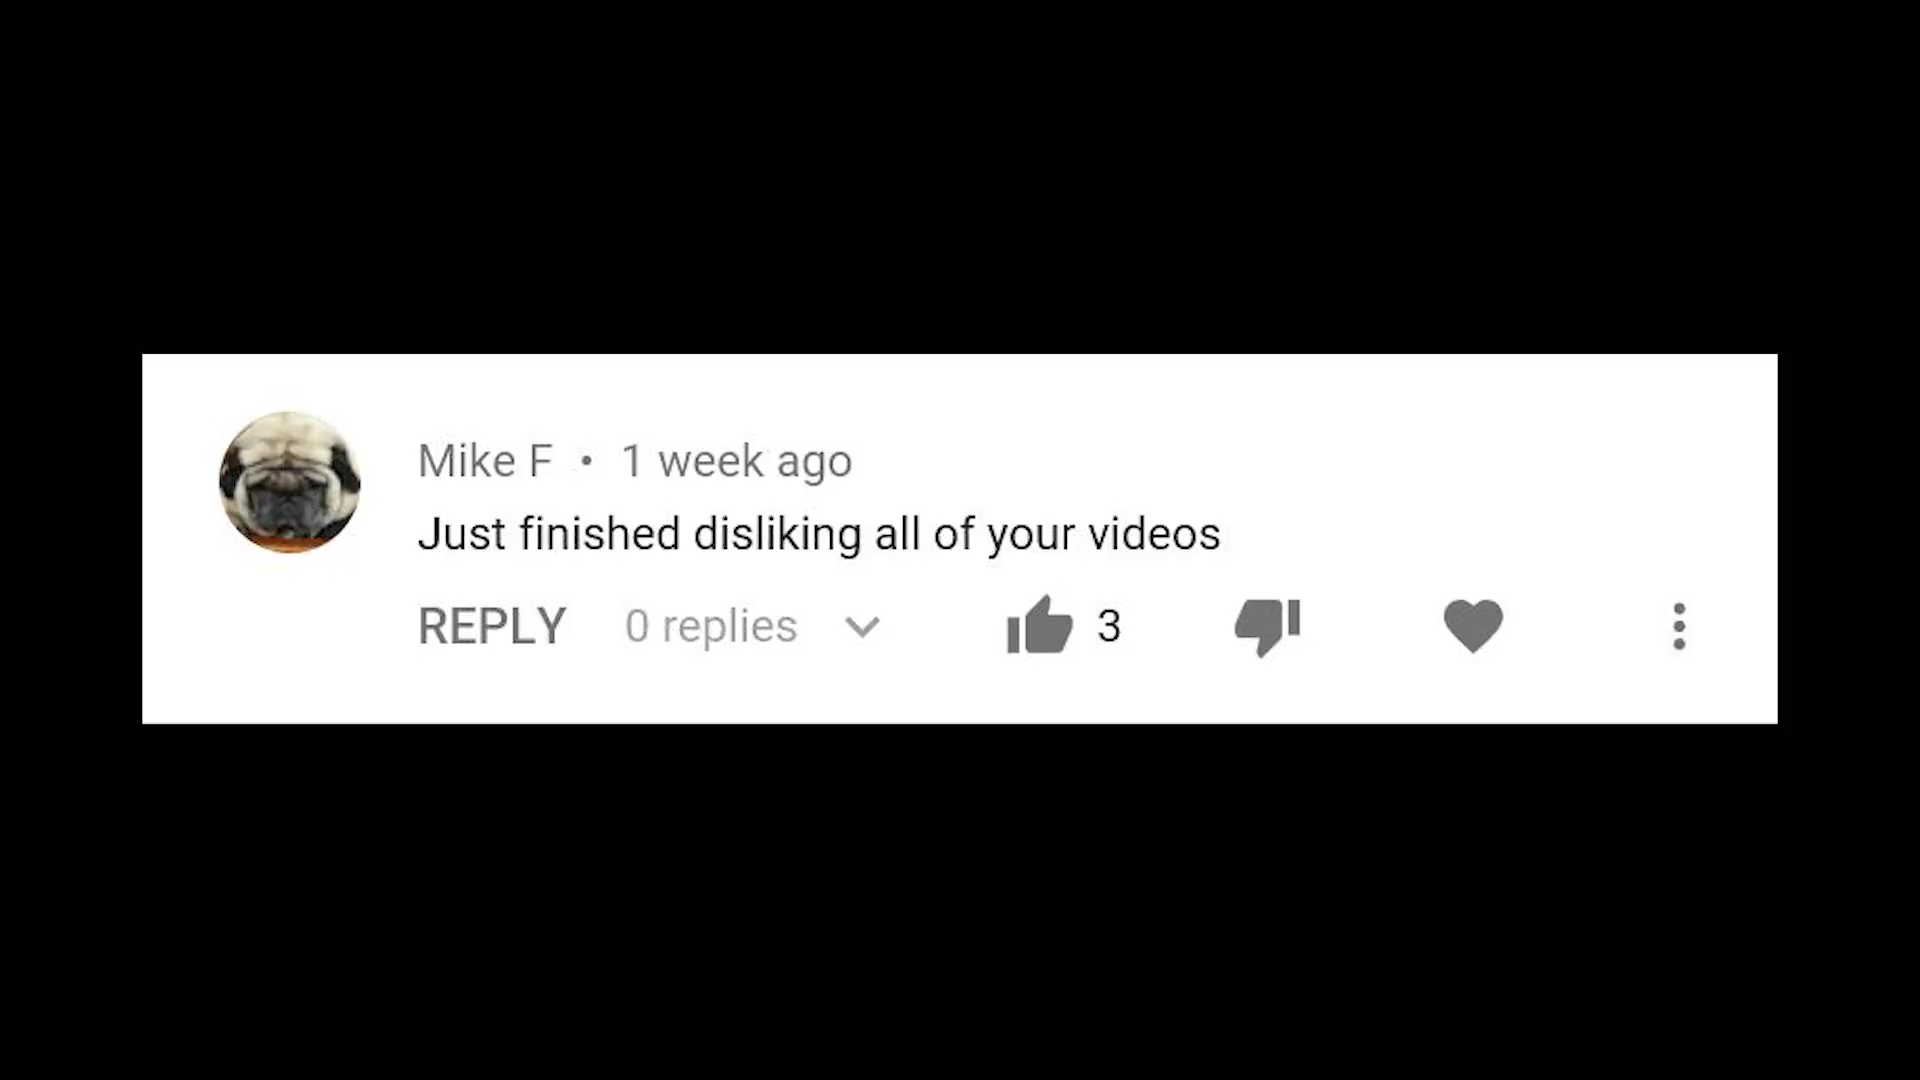 Mike F • 1 week ago
Just finished disliking all of your videos
REPLY 0 replies 3